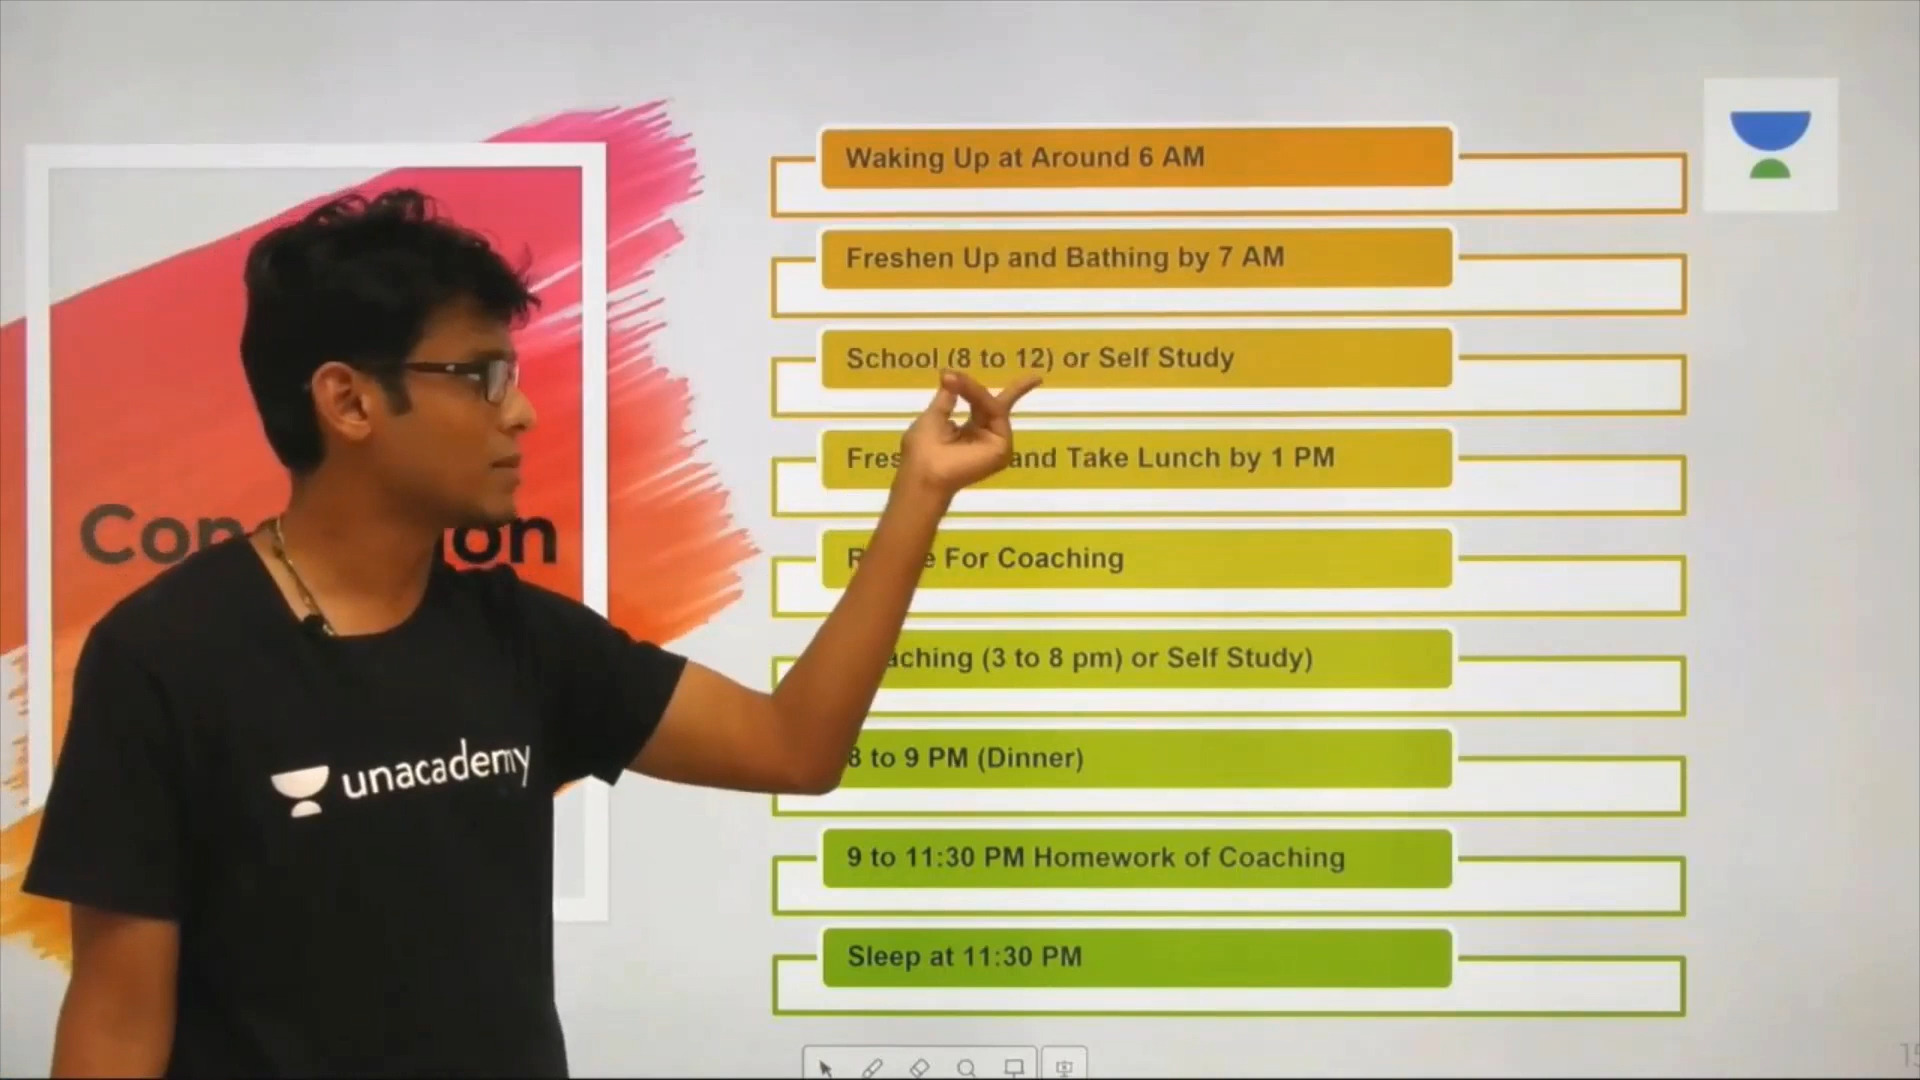 Waking Up at Around 6 AM
Freshen Up and Bathing by 7 AM
School (8 to 12) or Self Study
and Take Lunch by 1 PM
For Coaching
(3 to 8 pm) or Self Study)
8 to 9 PM (Dinner)
9 to 11:30 PM Homework of Coaching
Sleep at 11:30 PM
unacademy